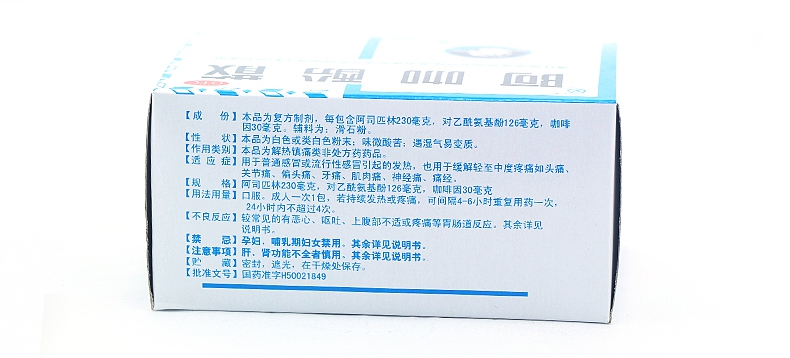 阿咖酚散
【成　份】本品为复方制剂，每包含阿司匹林230毫克，对乙酰氨基酚126毫克，咖啡
因30毫克。辅料为：滑石粉。
【性　状】本品为白色或类白色粉末；味微酸苦；遇湿气易变质。
【作用类别】本品为解热镇痛类非处方药药品。
【适 应 症】用于普通感冒或流行性感冒引起的发热，也用于缓解轻至中度疼痛如头痛、
关节痛、偏头痛、牙痛、肌肉痛、神经痛、痛经。
【规　格】阿司匹林230毫克，对乙酰氨基酚126毫克，咖啡因30毫克
【用法用量】口服。成人一次1包，若持续发热或疼痛，可间隔4-6小时重复用药一次，
24小时内不超过4次。
【不良反应】较常见的有恶心、呕吐、上腹部不适或疼痛等胃肠道反应。其余详见
说明书。
【禁　忌】孕妇、哺乳期妇女禁用。其余详见说明书。
【注意事项】肝、肾功能不全者慎用。其余详见说明书。
【贮　藏】密封，遮光，在干燥处保存。
【批准文号】国药准字H50021849